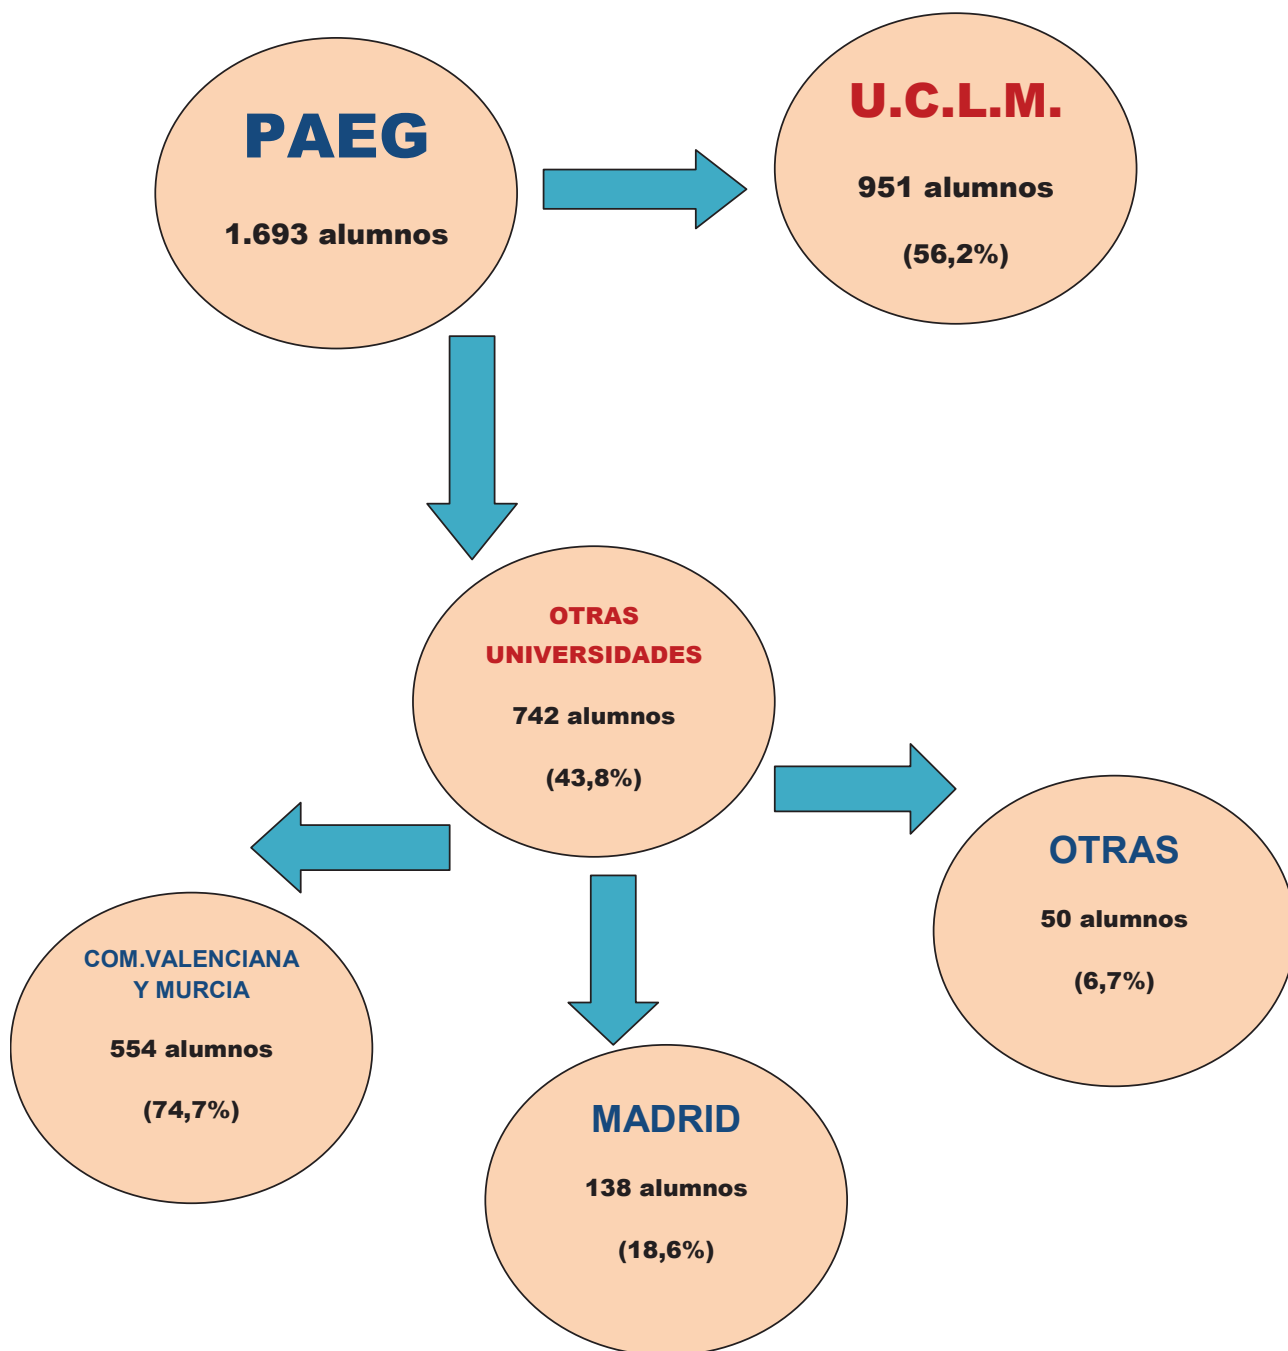 PAEG
1.693 alumnos
U.C.L.M.
951 alumnos
(56,2%)
OTRAS
UNIVERSIDADES
742 alumnos
(43,8%)
OTRAS
50 alumnos
(6,7%)
COM.VALENCIANA
Y MURCIA
554 alumnos
(74,7%)
MADRID
138 alumnos
(18,6%)